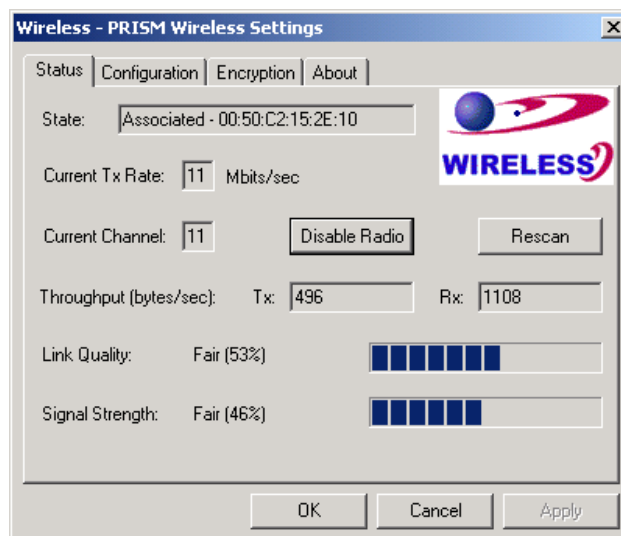 Wireless - PRISM Wireless Settings
Status Configuration Encryption About
State: Associated - 00:50:C2:15:2E:10
WIRELESS
Current Tx Rate: 11 Mbits/sec
Current Channel: 11 Disable Radio Rescan
Throughput (bytes/sec): Tx: 496 Rx: 1108
Link Quality: Fair (53%)
Signal Strength: Fair (46%)
OK Cancel Apply